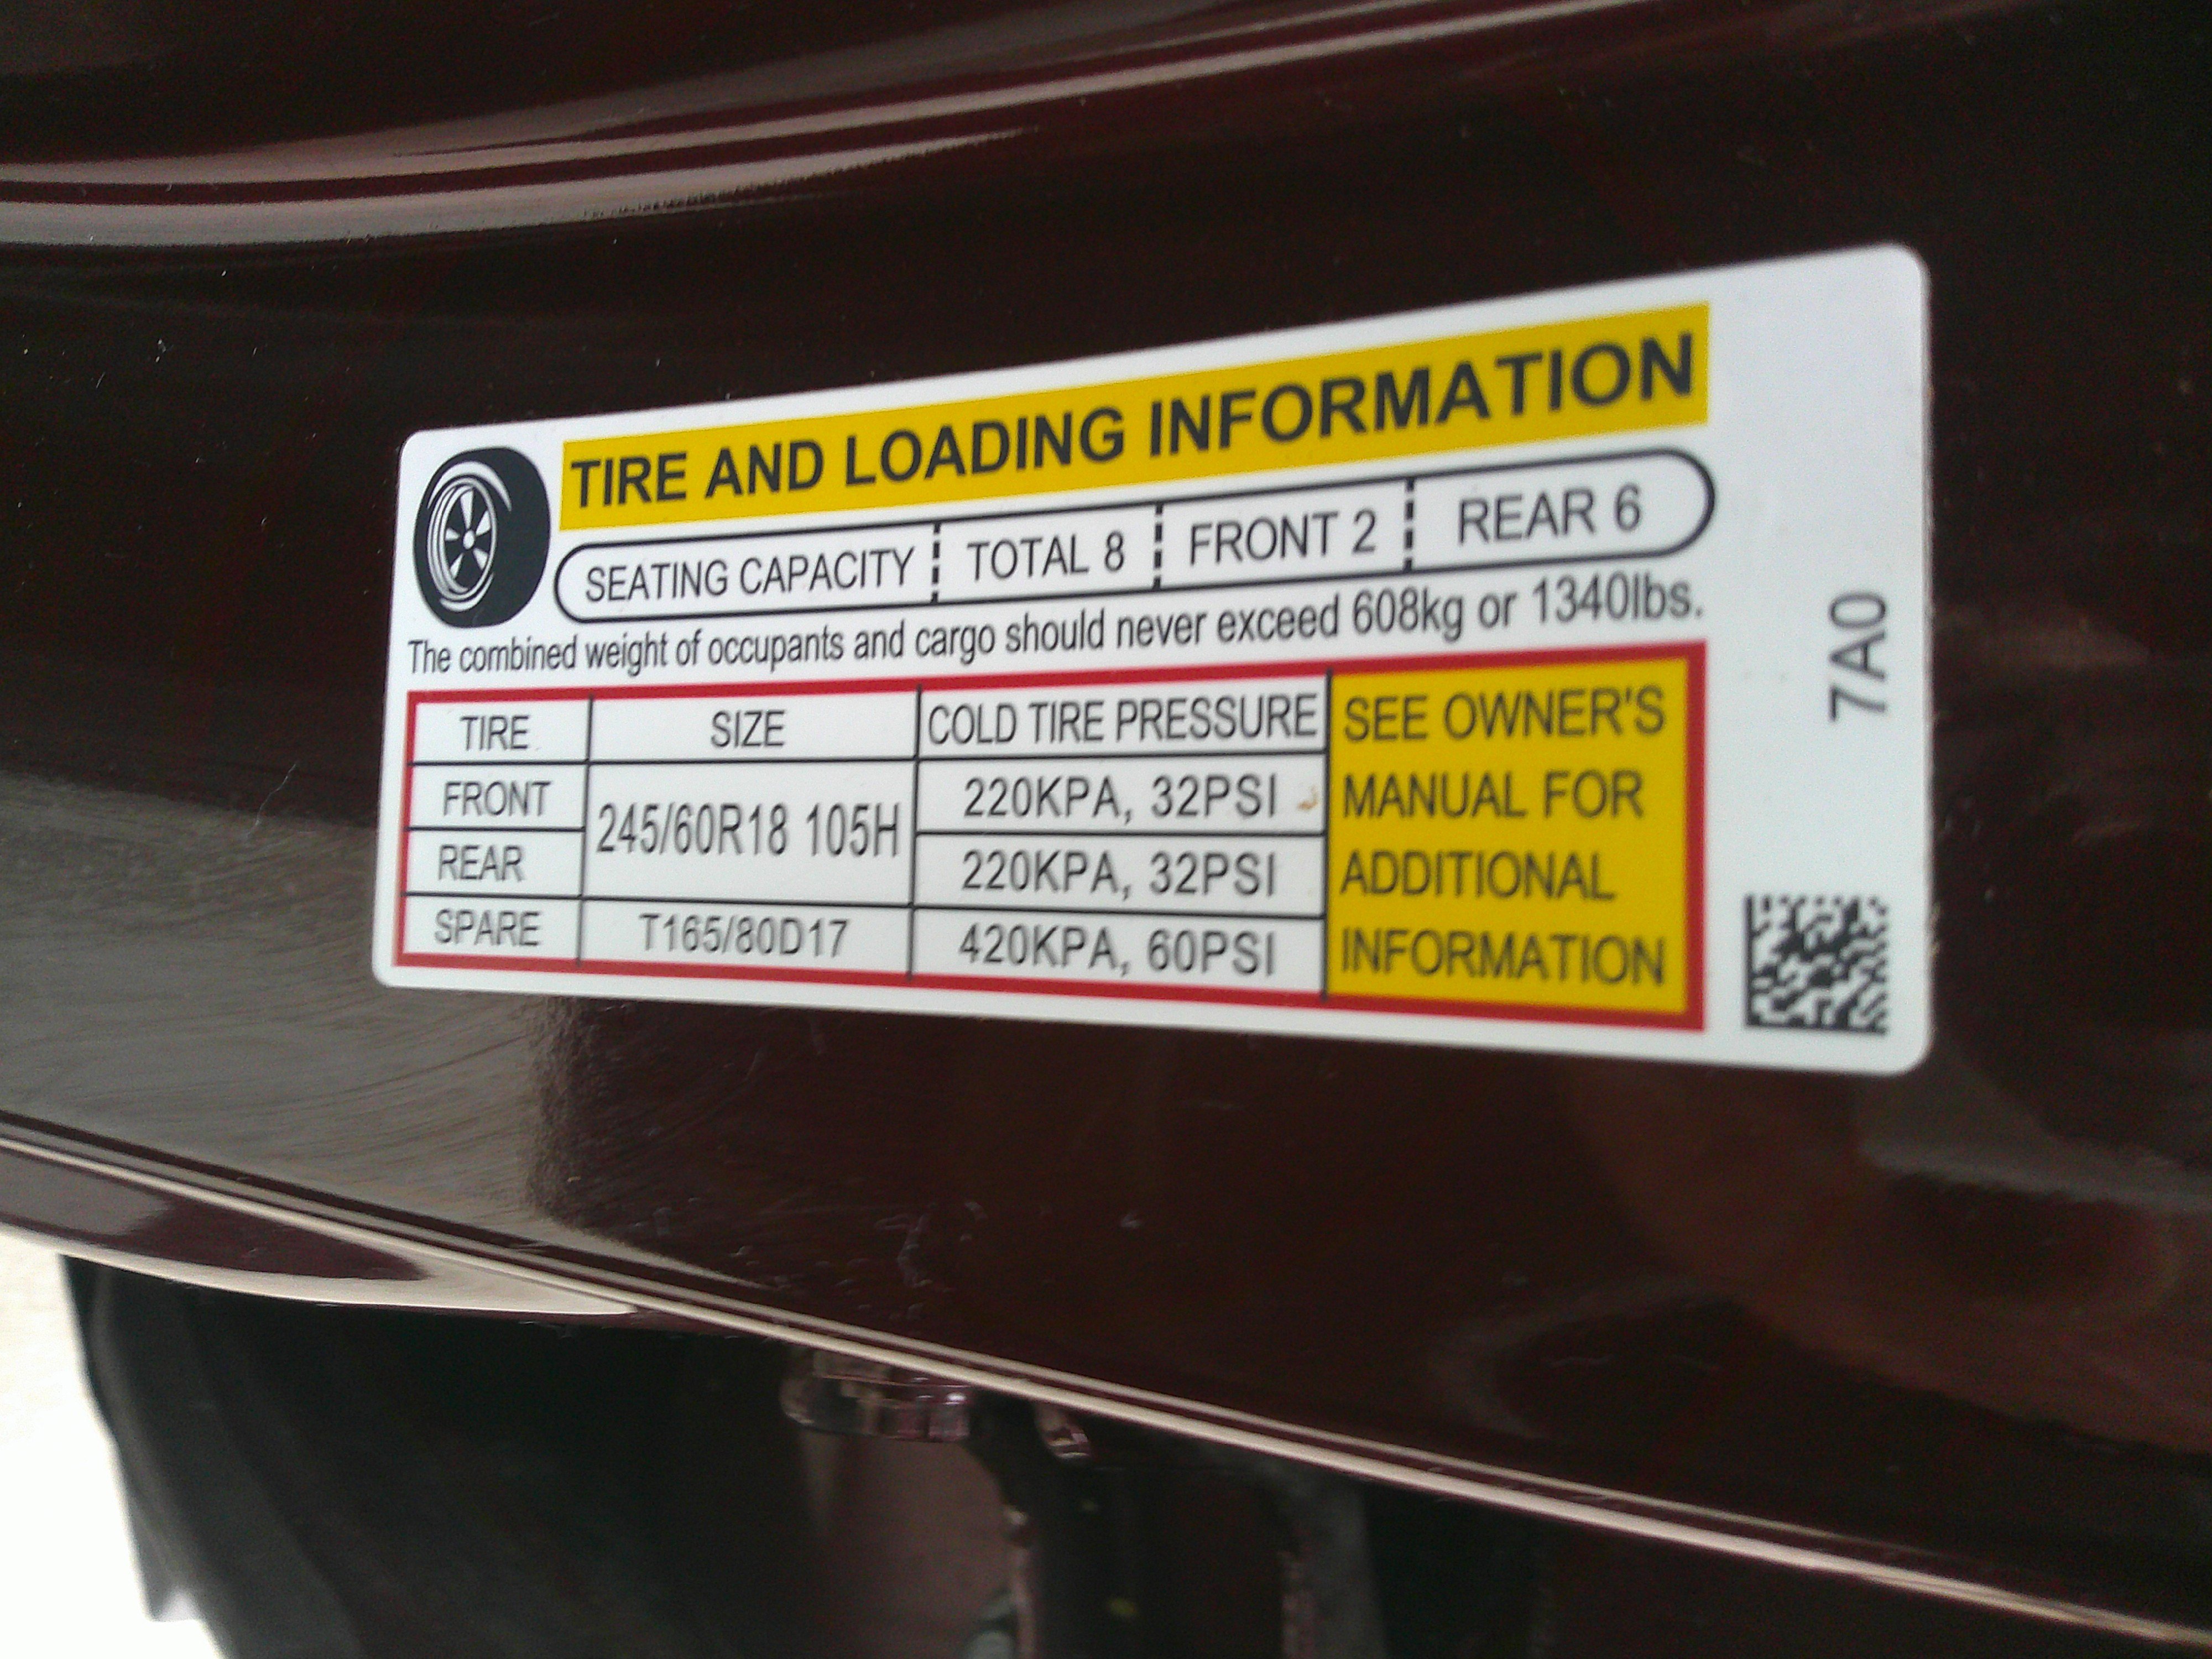 TIRE AND LOADING INFORMATION
SEATING CAPACITY TOTAL 8 FRONT 2 REAR 6
The combined weight of occupants and cargo should never exceed 608kg or 1340lbs.
TIRE SIZE COLD TIRE PRESSURE
FRONT 245/60R18 105H 220KPA, 32PSI
REAR 220KPA, 32PSI
SPARE T165/80D17 420KPA, 60PSI
SEE OWNER'S
MANUAL FOR
ADDITIONAL
INFORMATION
7A0